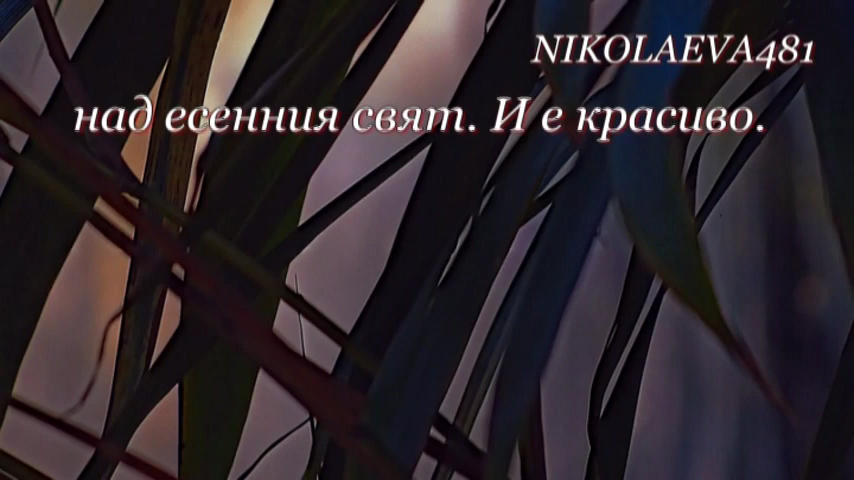 NIKOLAEVA481
над есенния свят. И е красиво.